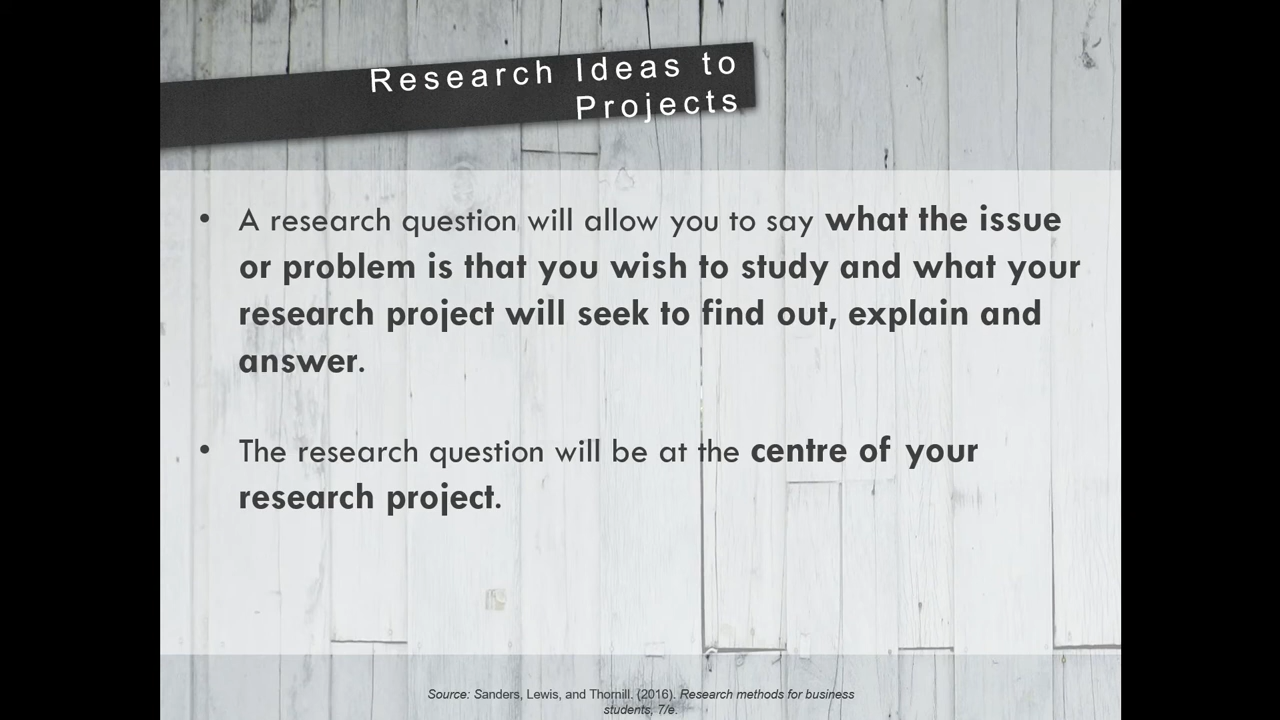 Research Ideas to
Projects
• A research question will allow you to say what the issue
or problem is that you wish to study and what your
research project will seek to find out, explain and
answer.
• The research question will be at the centre of your
research project.
Source: Sanders, Lewis, and Thornill. (2016). Research methods for business
students, 7/e.